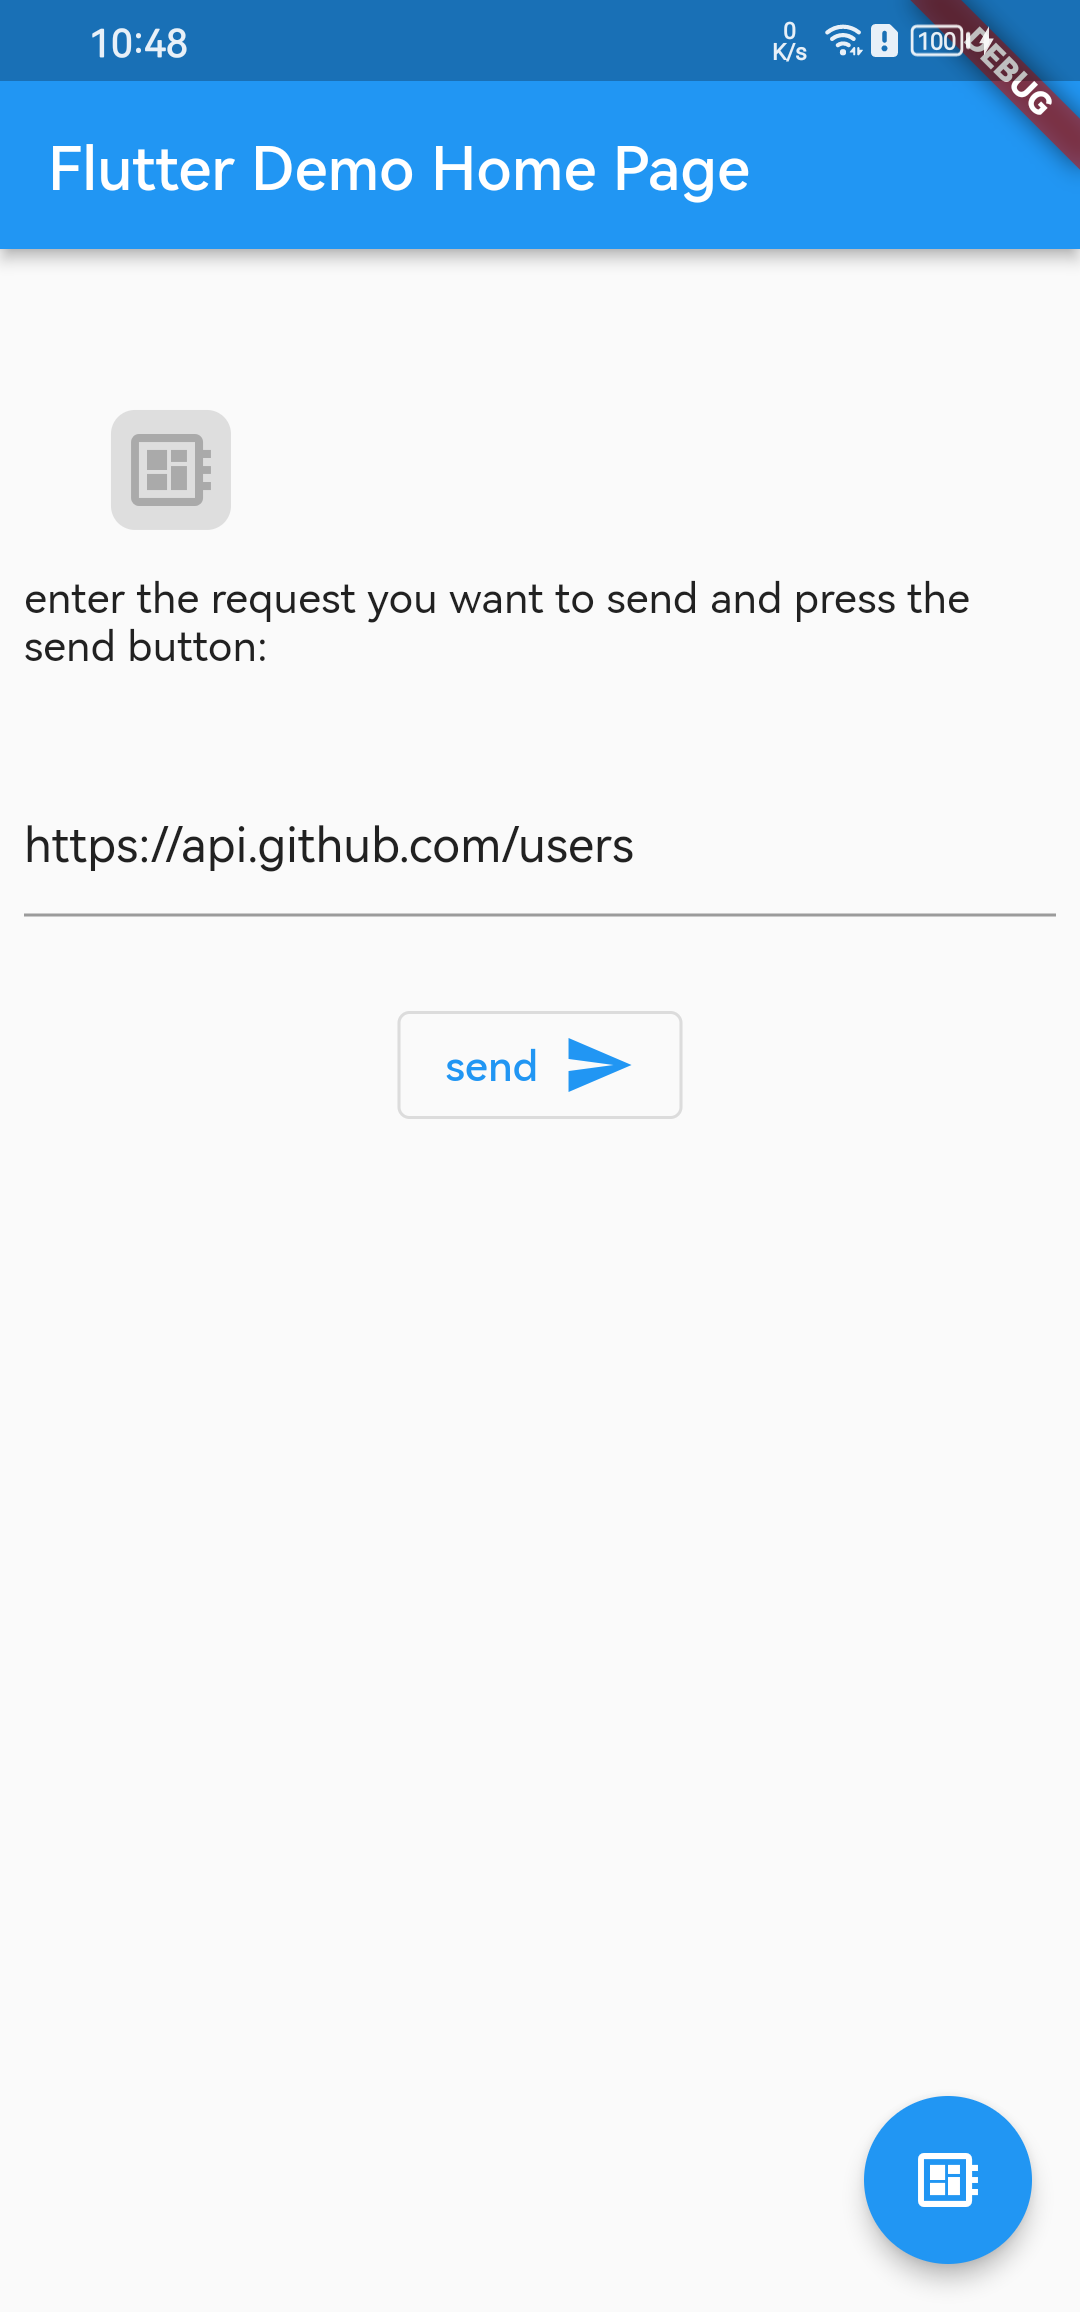 10:48
0
K/s
100
DEBUG
Flutter Demo Home Page
enter the request you want to send and press the
send button:
https://api.github.com/users
send